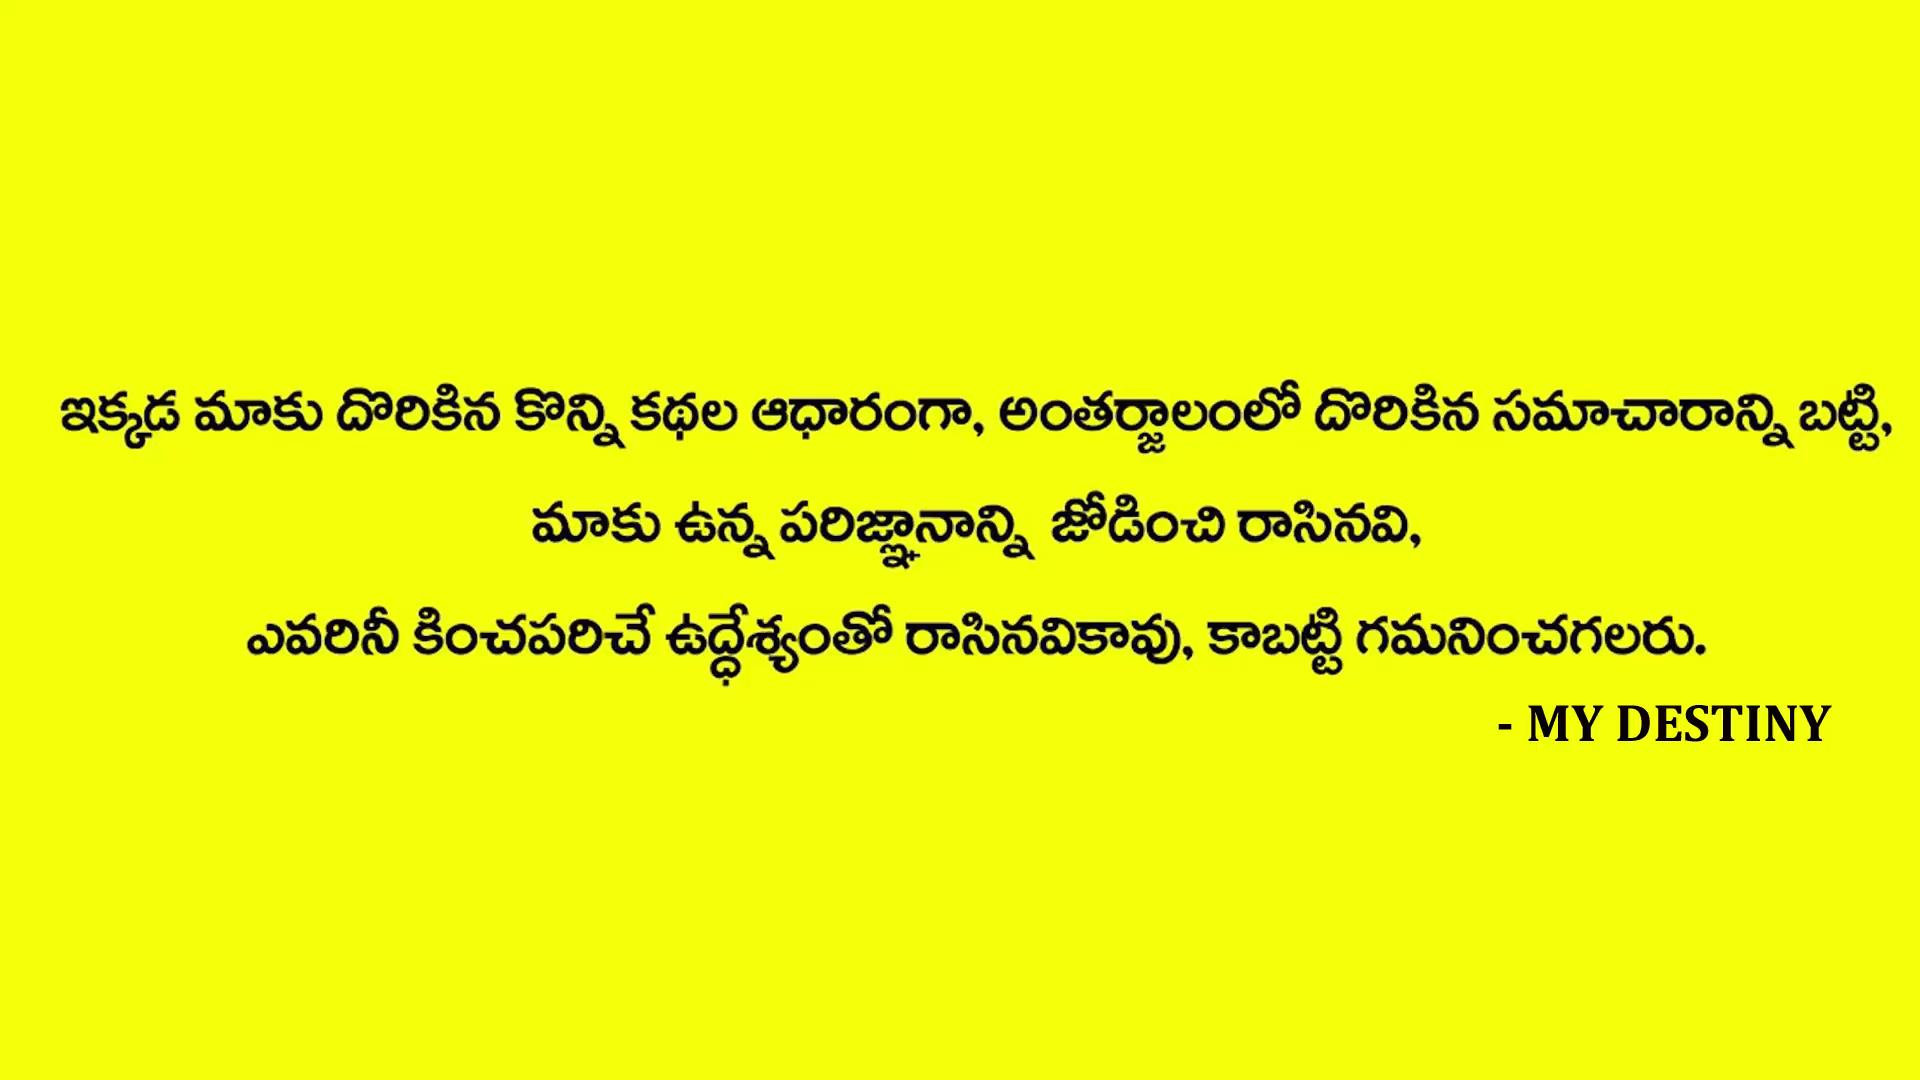 ఇక్కడ మాకు దొరికిన కొన్ని కథల ఆధారంగా, అంతర్జాలంలో దొరికిన సమాచారాన్ని బట్టి,
మాకు ఉన్న పరిజ్ఞానాన్ని జోడించి రాసినవి,
ఎవరినీ కించపరిచే ఉద్ధేశ్యంతో రాసినవికావు, కాబట్టి గమనించగలరు.
- MY DESTINY